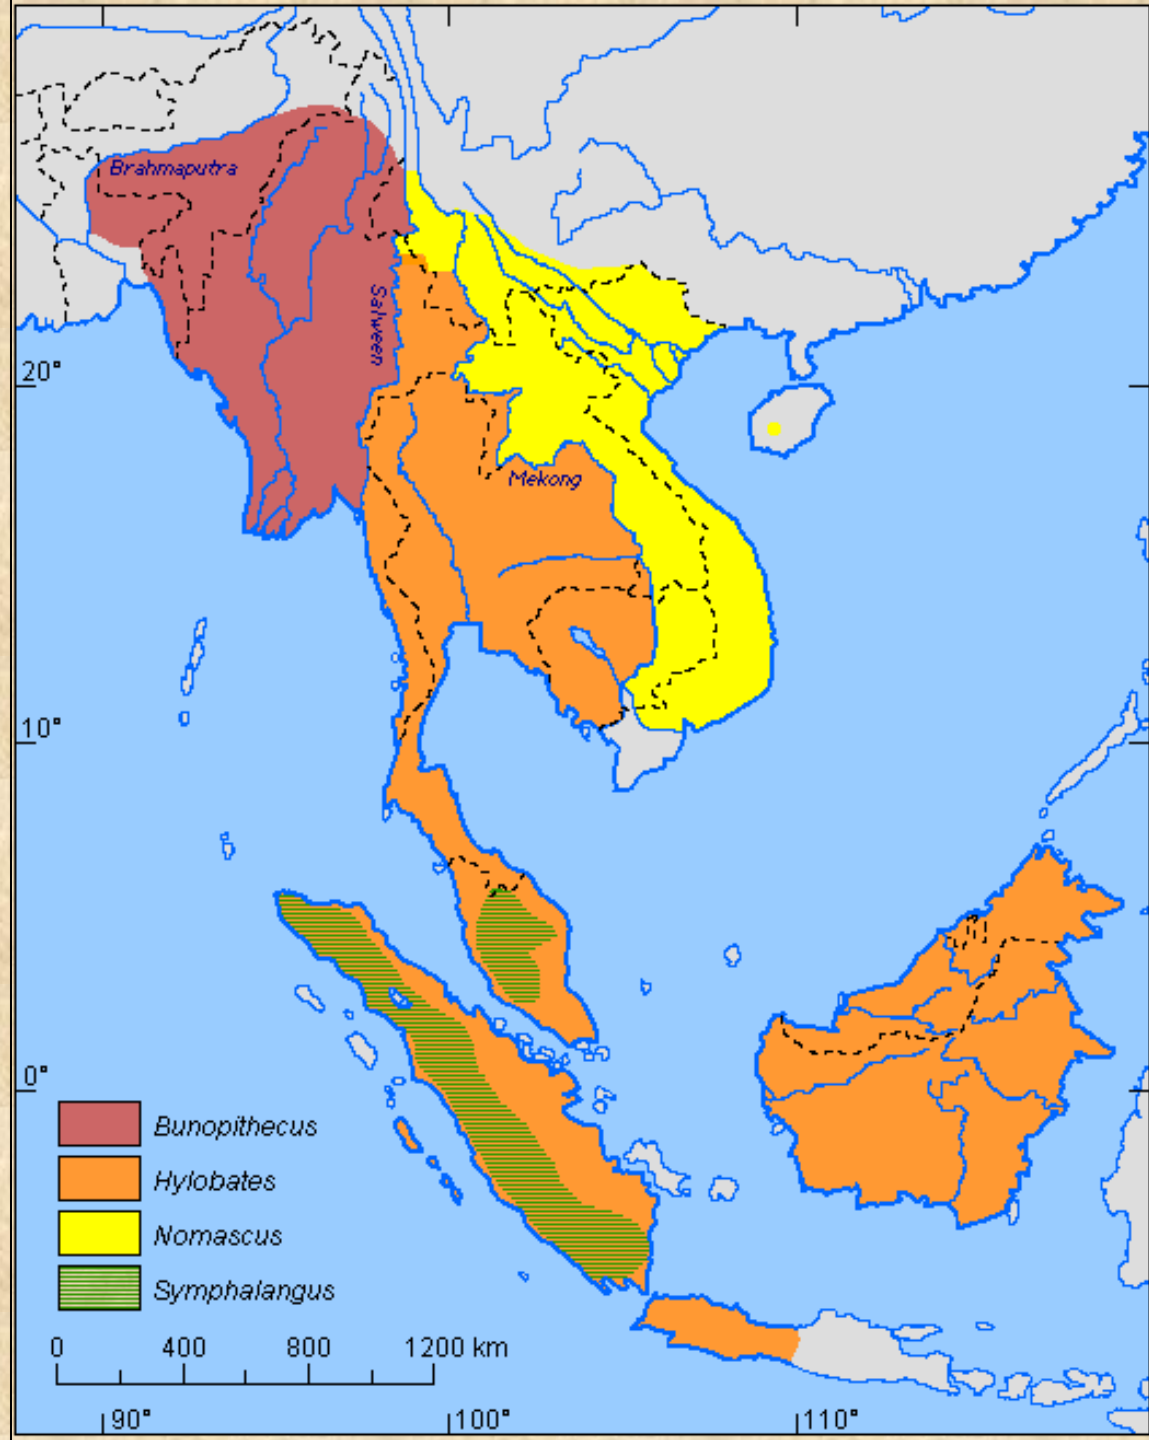 Brahmaputra
Salween
20°
Mekong
10°
0°
Bunopithecus
Hylobates
Nomascus
Symphalangus
0 400 800 1200 km
90° 100° 110°